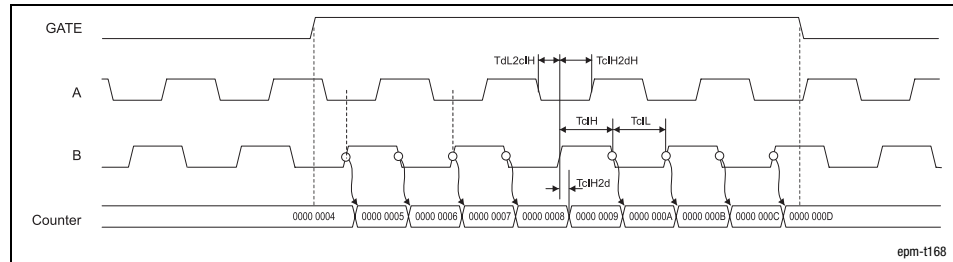 GATE
TdL2clH
TclH2dH
A
TclH
TclL
B
TclH2d
Counter
0000 0004
0000 0005
0000 0006
0000 0007
0000 0008
0000 0009
0000 000A
0000 000B
0000 000C
0000 000D
epm-t168